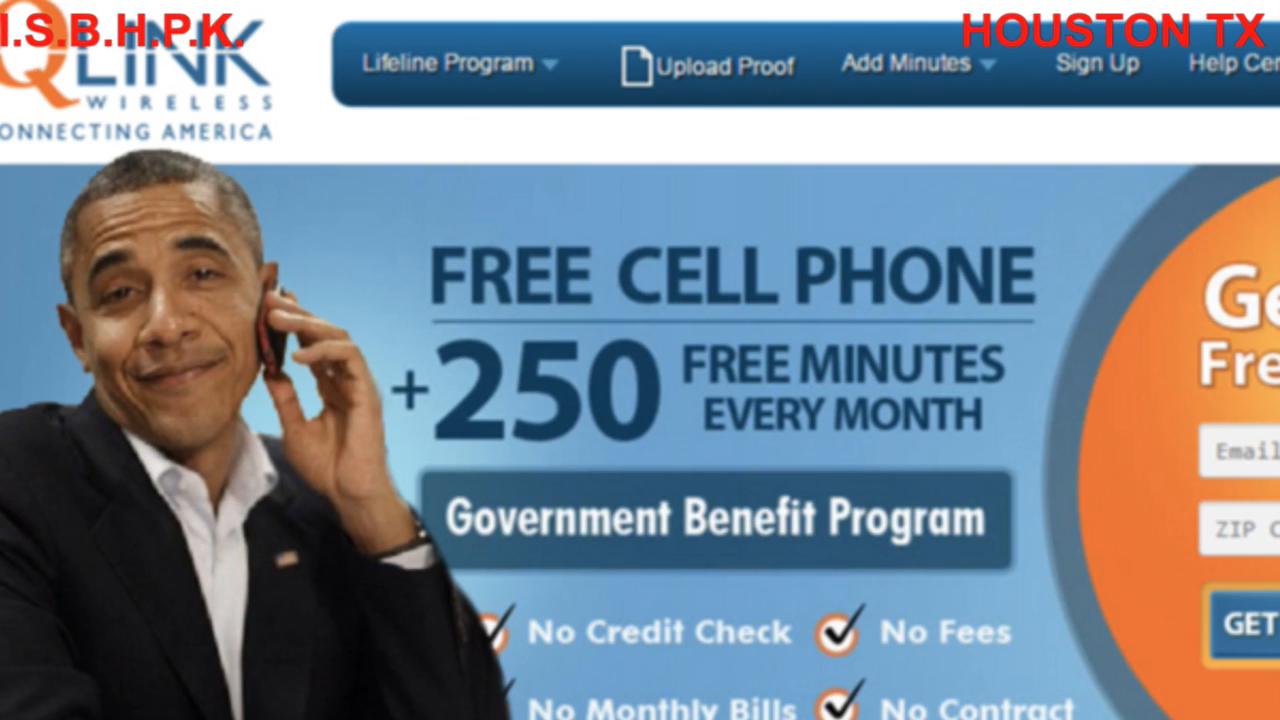 I.S.B.H.P.K.
HOUSTON TX
QLINK
WIRELESS
ONNECTING AMERICA
Lifeline Program
Upload Proof
Add Minutes
Sign Up
Help Cen
FREE CELL PHONE
+250 FREE MINUTES
EVERY MONTH
Government Benefit Program
No Credit Check
No Fees
No Monthly Bills
No Contract
Ge
Fre
Email
ZIP C
GET